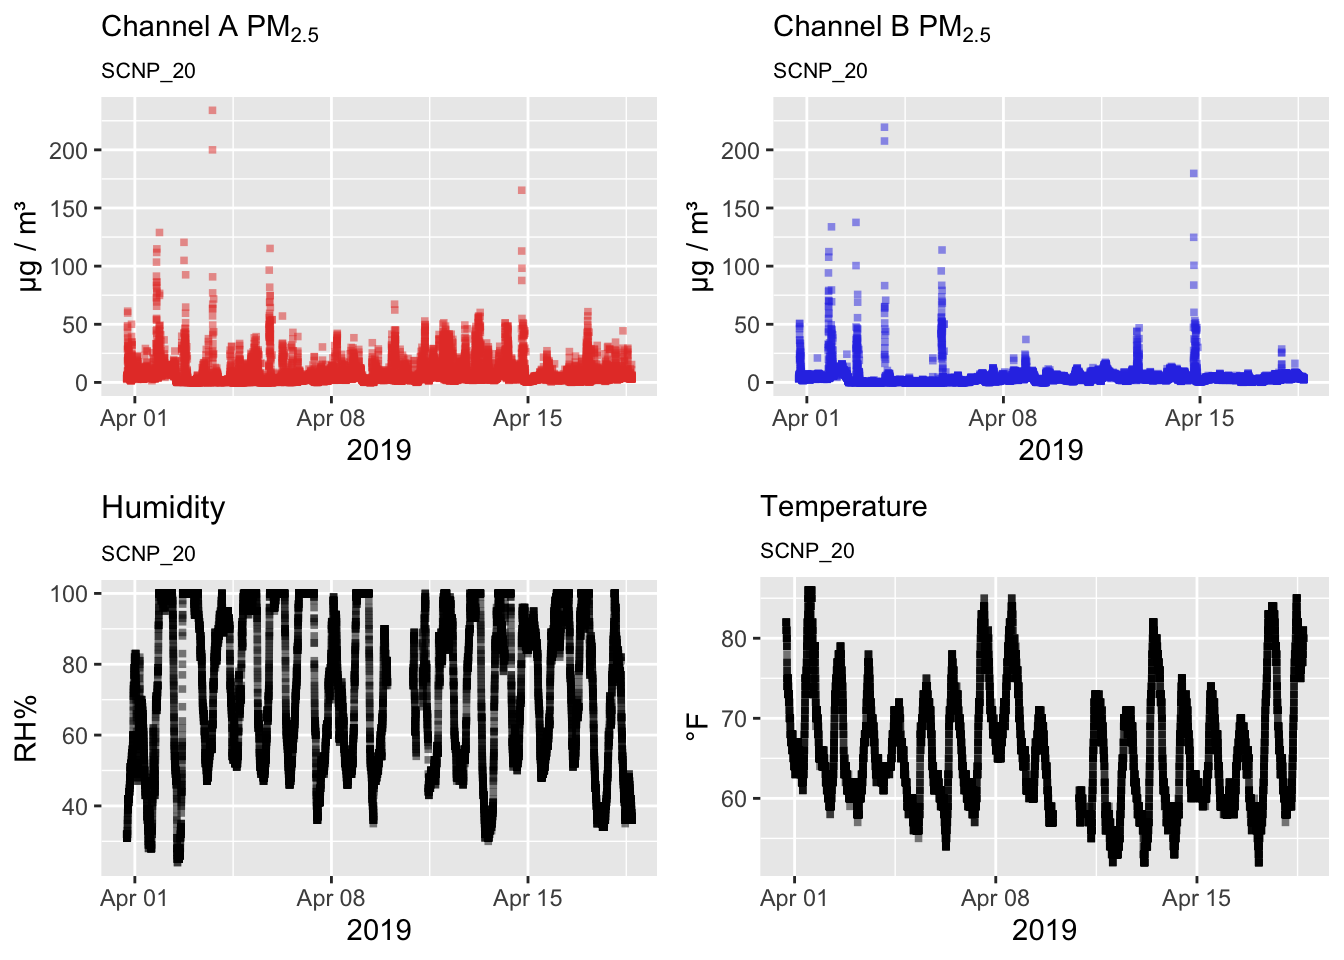 Channel A PM2.5
SCNP_20
200
150
100
50
0
µg / m³
Apr 01 Apr 08 Apr 15
2019
Channel B PM2.5
SCNP_20
200
150
100
50
0
µg / m³
Apr 01 Apr 08 Apr 15
2019
Humidity
SCNP_20
100
80
60
40
RH%
Apr 01 Apr 08 Apr 15
2019
Temperature
SCNP_20
80
70
60
°F
Apr 01 Apr 08 Apr 15
2019